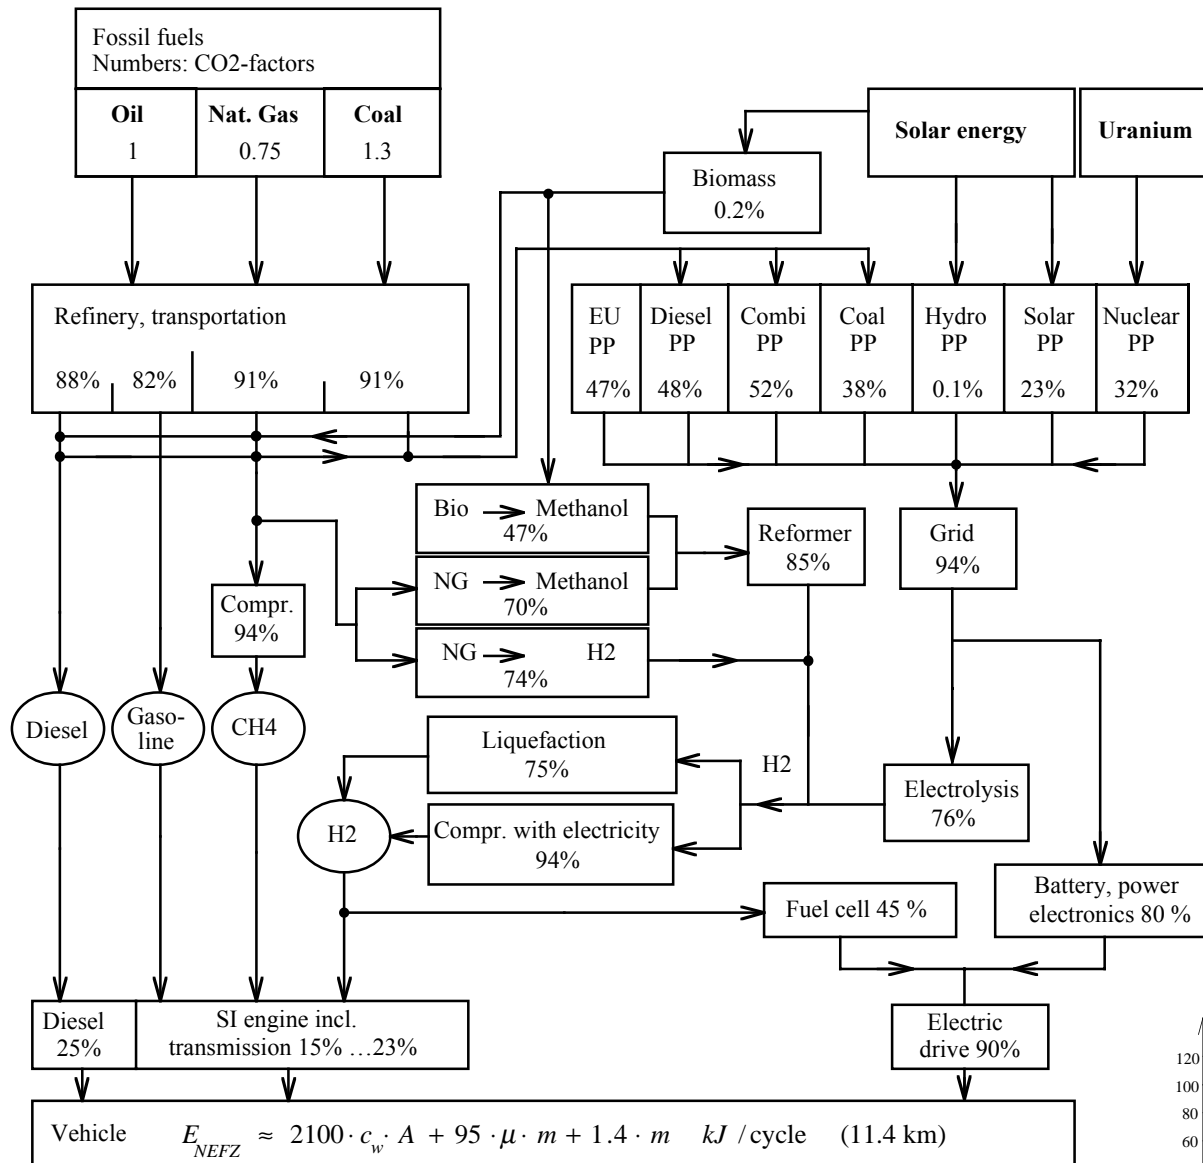 Fossil fuels
Numbers: CO2-factors
Oil
1
Nat. Gas
0.75
Coal
1.3
Solar energy
Uranium
Biomass
0.2%
Refinery, transportation
88%
82%
91%
91%
EU
PP
47%
Diesel
PP
48%
Combi
PP
52%
Coal
PP
38%
Hydro
PP
0.1%
Solar
PP
23%
Nuclear
PP
32%
Bio Methanol
47%
NG Methanol
70%
NG H2
74%
Reformer
85%
Grid
94%
Compr.
94%
Diesel
Gaso-
line
CH4
Liquefaction
75%
H2
Electrolysis
76%
H2
Compr. with electricity
94%
Fuel cell 45 %
Battery, power
electronics 80 %
Diesel
25%
SI engine incl.
transmission 15% …23%
Electric
drive 90%
Vehicle E_NEFZ ≈ 2100 · c_w · A + 95 · μ · m + 1.4 · m kJ / cycle (11.4 km)
120
100
80
60